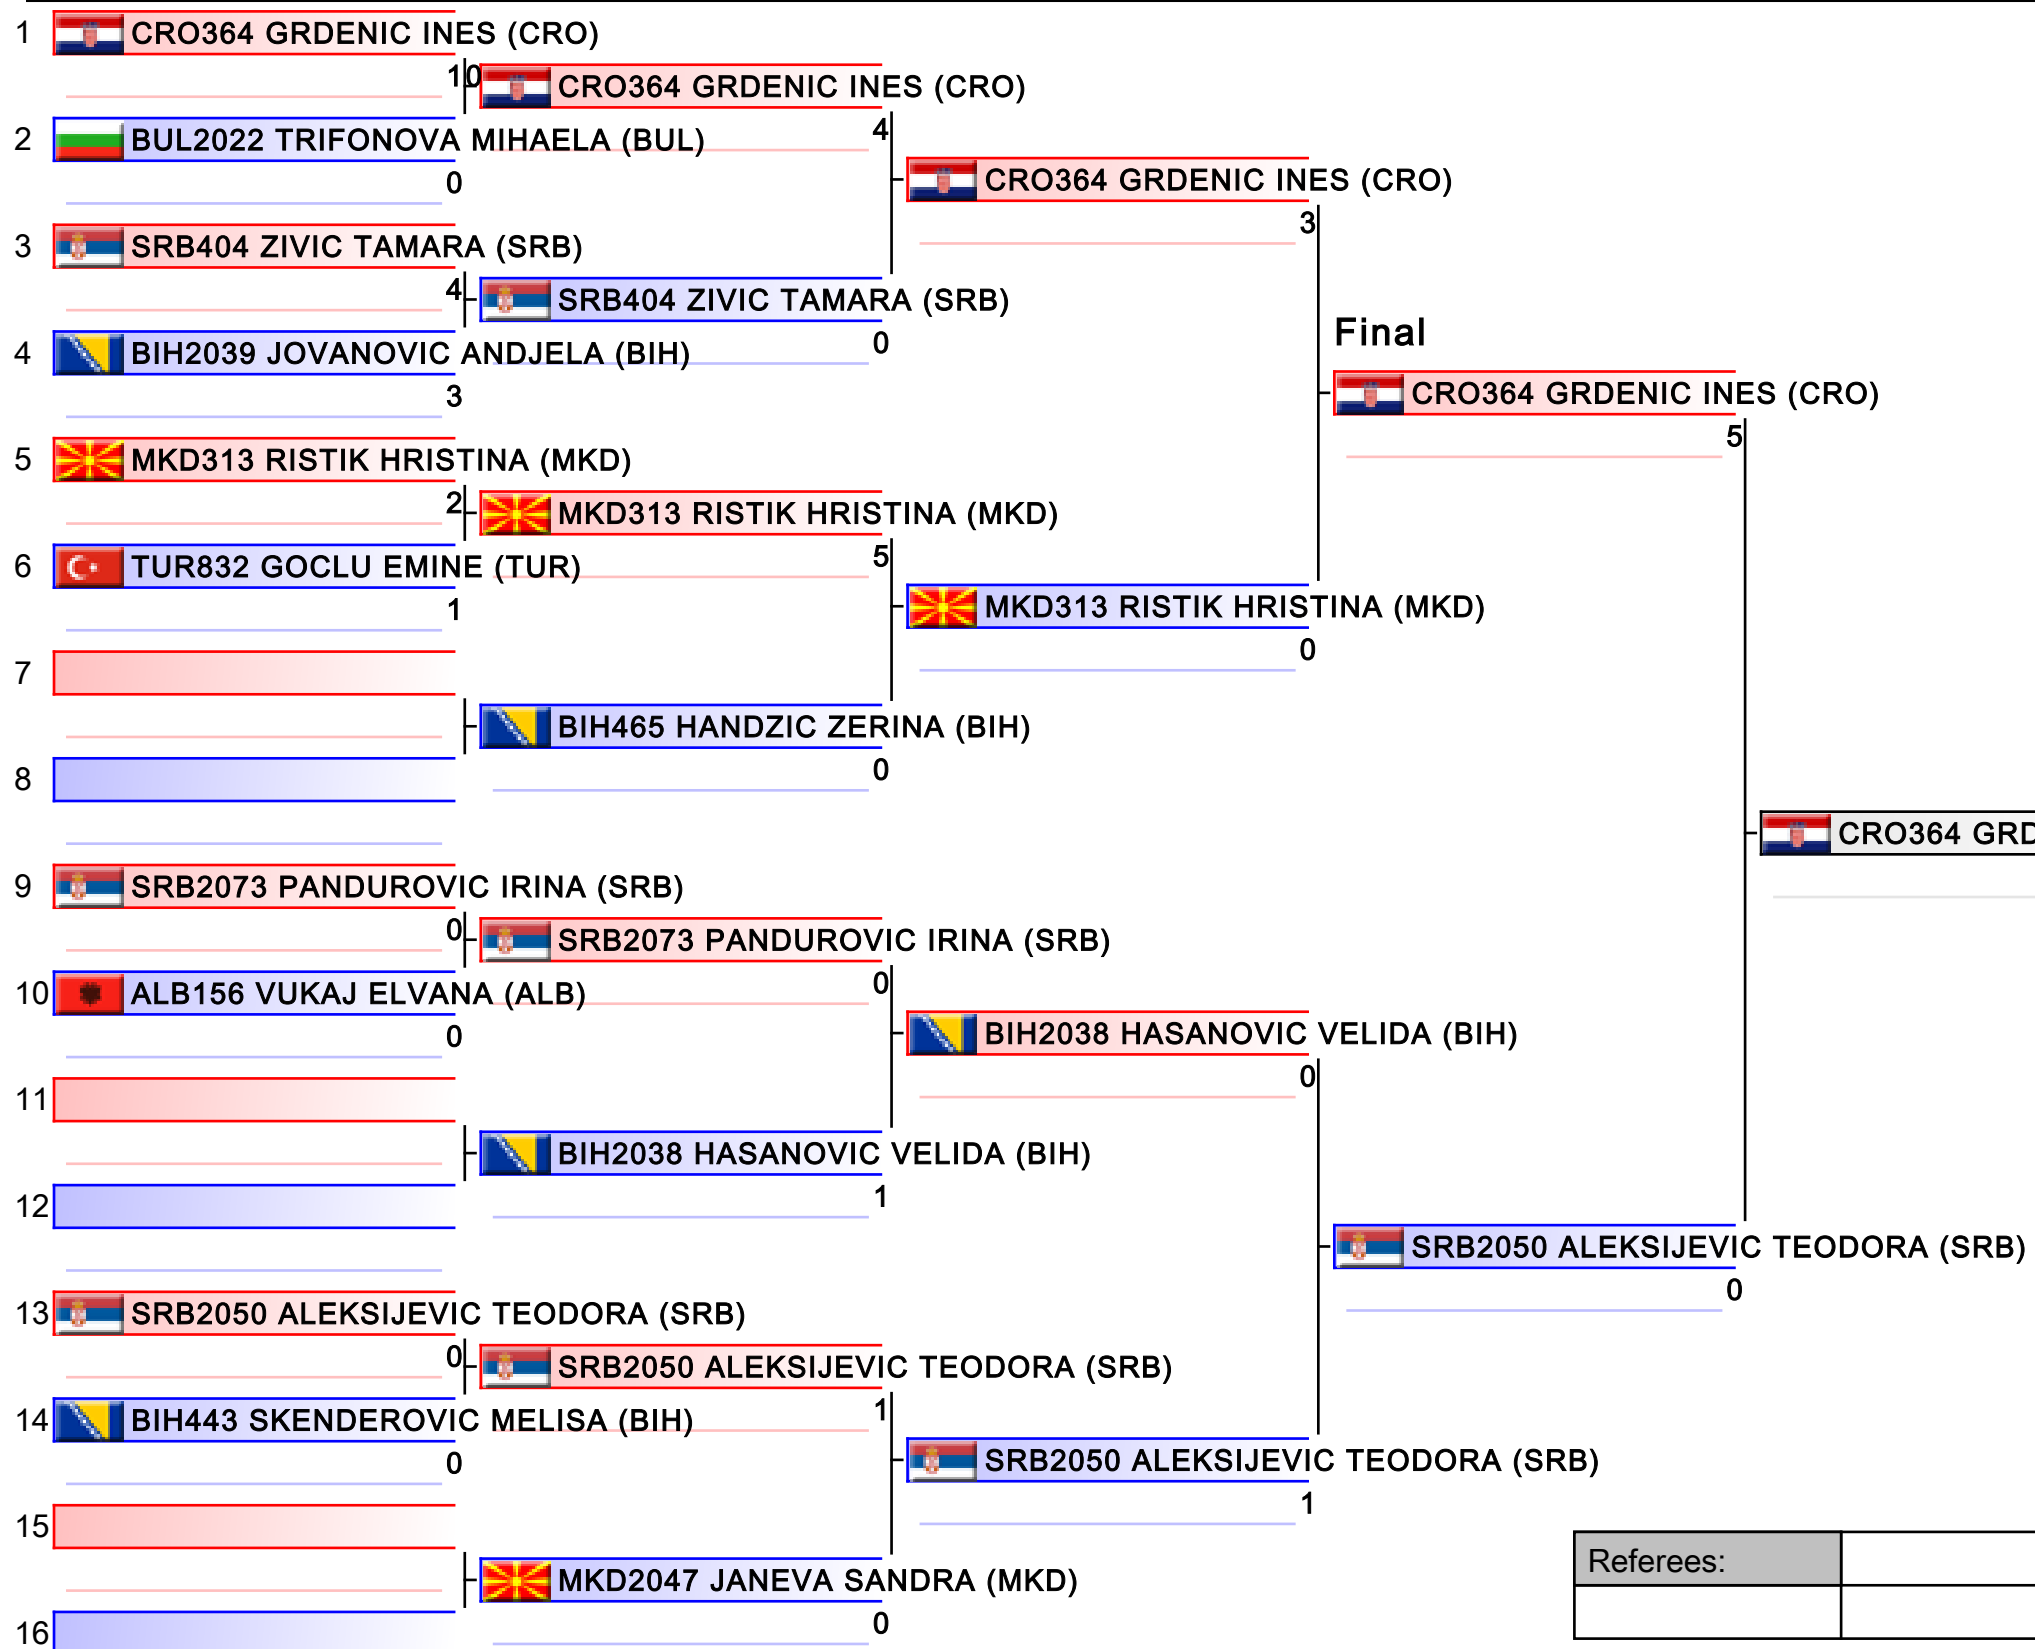 1 CRO364 GRDENIC INES (CRO)
10 CRO364 GRDENIC INES (CRO)
2 BUL2022 TRIFONOVA MIHAELA (BUL)
4
0
CRO364 GRDENIC INES (CRO)
3
3 SRB404 ZIVIC TAMARA (SRB)
4 SRB404 ZIVIC TAMARA (SRB)
0
Final
4 BIH2039 JOVANOVIC ANDJELA (BIH)
3
CRO364 GRDENIC INES (CRO)
5
5 MKD313 RISTIK HRISTINA (MKD)
2 MKD313 RISTIK HRISTINA (MKD)
5
6 TUR832 GOCLU EMINE (TUR)
1
MKD313 RISTIK HRISTINA (MKD)
0
7
BIH465 HANDZIC ZERINA (BIH)
0
8
CRO364 GRD
9 SRB2073 PANDUROVIC IRINA (SRB)
0 SRB2073 PANDUROVIC IRINA (SRB)
0
10 ALB156 VUKAJ ELVANA (ALB)
0
BIH2038 HASANOVIC VELIDA (BIH)
0
11
BIH2038 HASANOVIC VELIDA (BIH)
1
12
SRB2050 ALEKSIJEVIC TEODORA (SRB)
0
13 SRB2050 ALEKSIJEVIC TEODORA (SRB)
0 SRB2050 ALEKSIJEVIC TEODORA (SRB)
1
14 BIH443 SKENDEROVIC MELISA (BIH)
0
SRB2050 ALEKSIJEVIC TEODORA (SRB)
1
15
Referees:
MKD2047 JANEVA SANDRA (MKD)
0
16